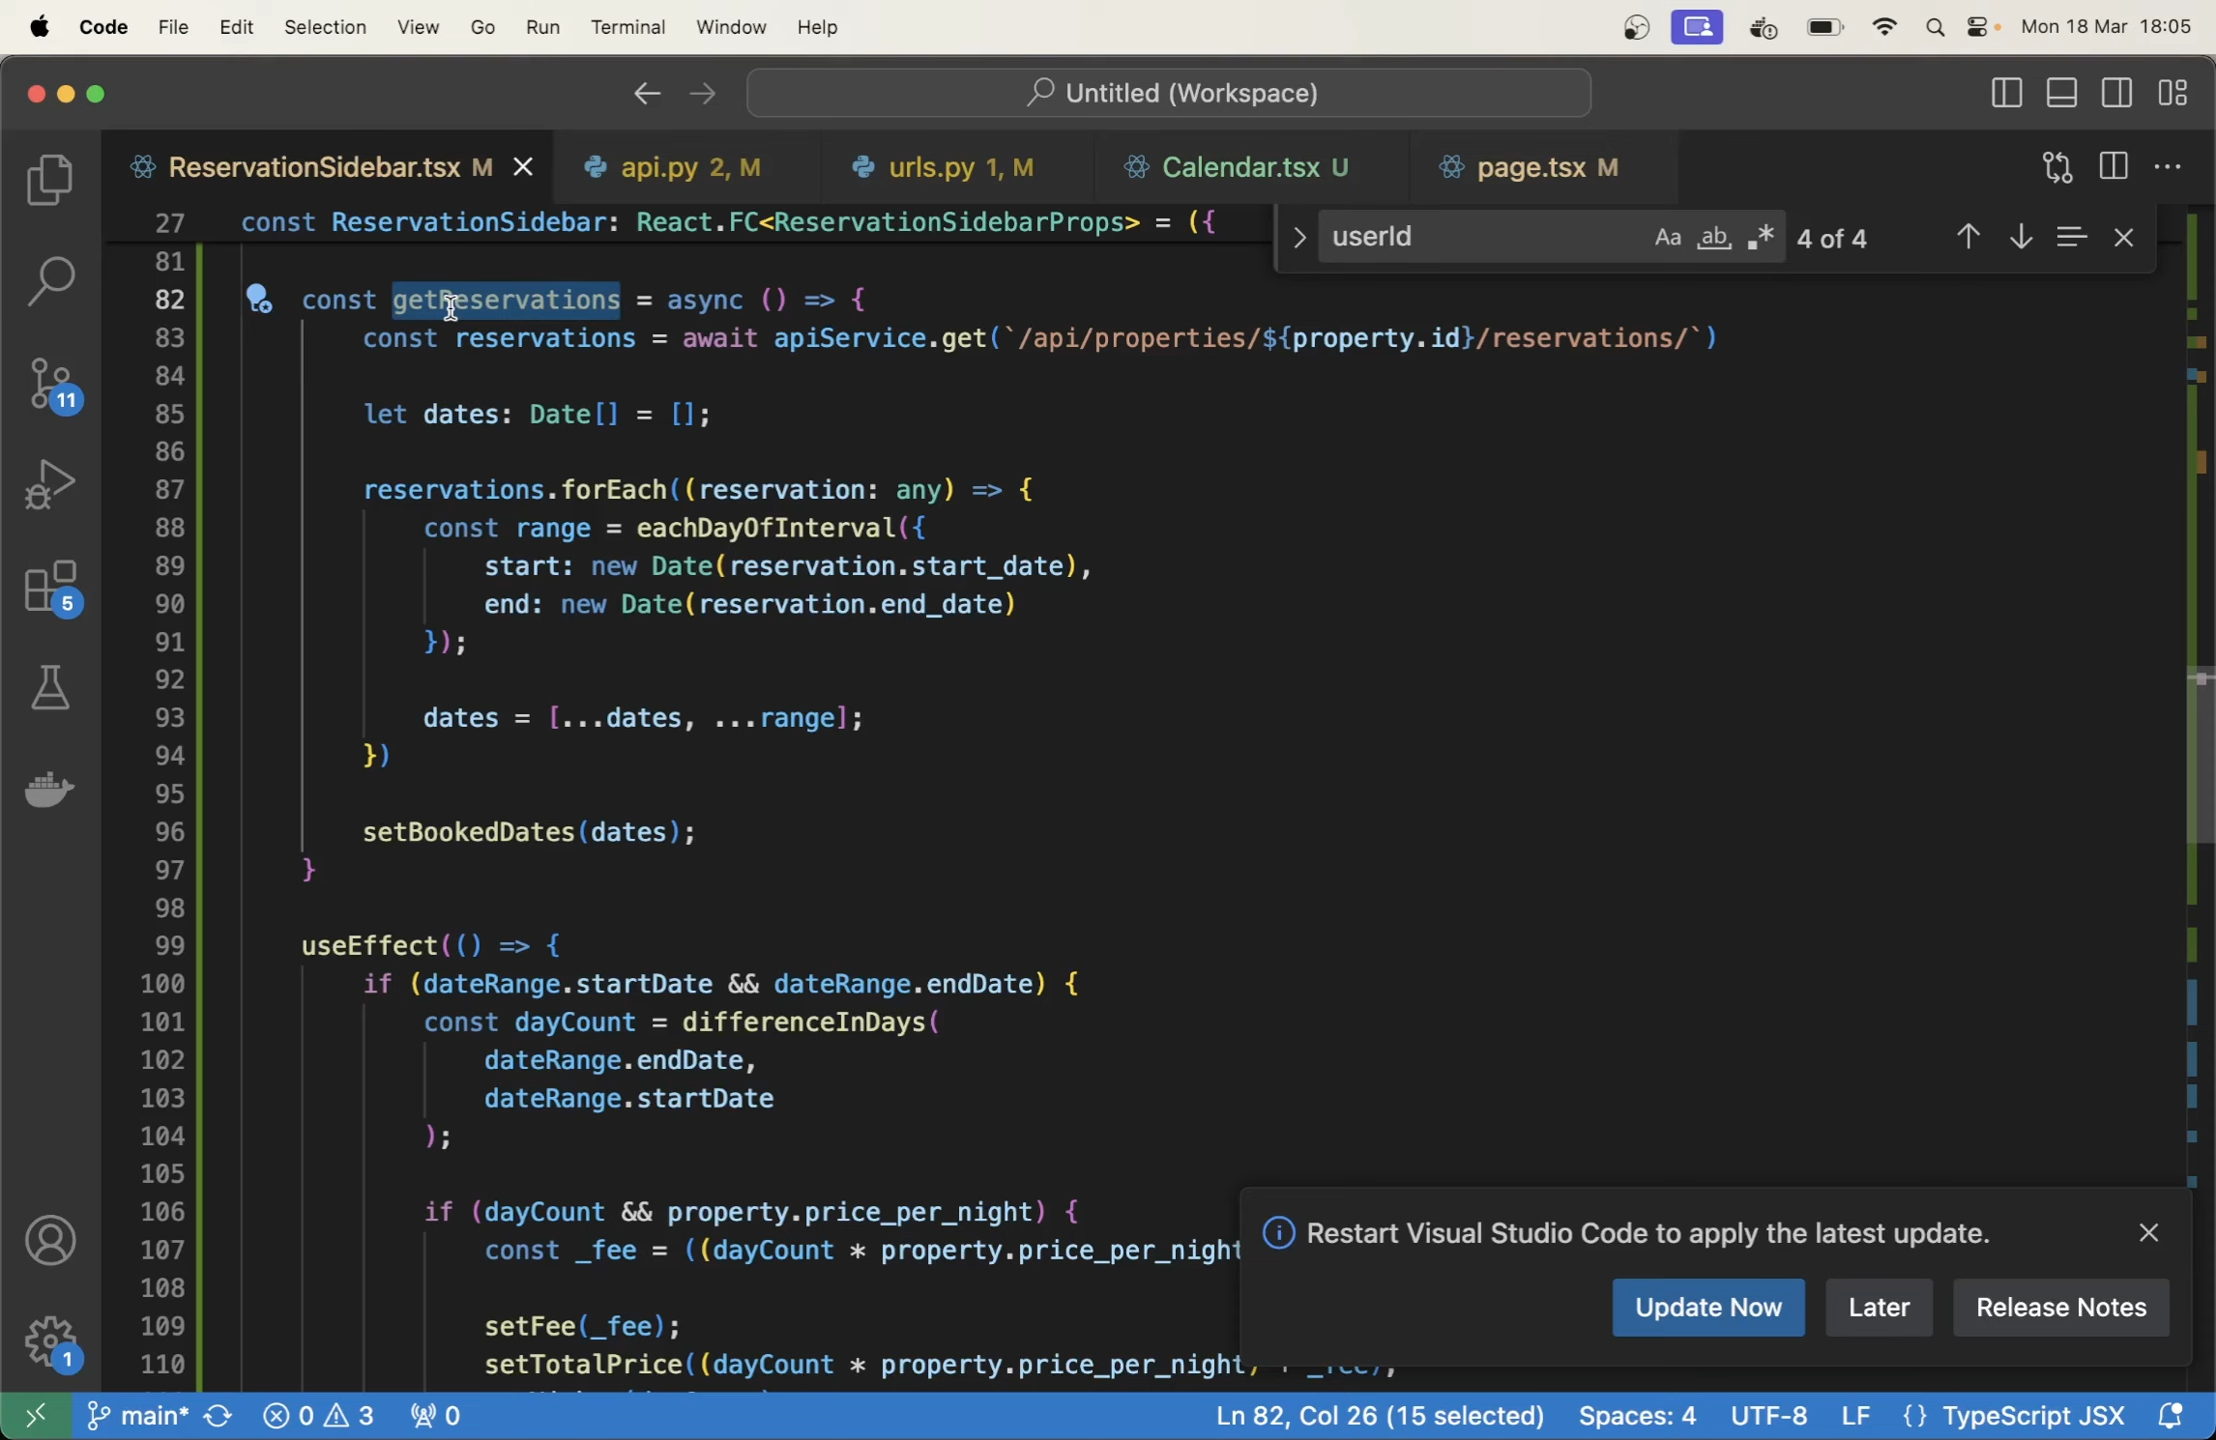 Code File Edit Selection View Go Run Terminal Window Help Mon 18 Mar 18:05
Untitled (Workspace)
ReservationSidebar.tsx M api.py 2, M urls.py 1, M Calendar.tsx U page.tsx M
27 const ReservationSidebar: React.FC<ReservationSidebarProps> = ({
userId Aa ab 4 of 4
81
82 const getReservations = async () => {
83 const reservations = await apiService.get(`/api/properties/${property.id}/reservations/`)
84
85 let dates: Date[] = [];
86
87 reservations.forEach((reservation: any) => {
88 const range = eachDayOfInterval({
89 start: new Date(reservation.start_date),
90 end: new Date(reservation.end_date)
91 });
92
93 dates = [...dates, ...range];
94 })
95
96 setBookedDates(dates);
97 }
98
99 useEffect(() => {
100 if (dateRange.startDate && dateRange.endDate) {
101 const dayCount = differenceInDays(
102 dateRange.endDate,
103 dateRange.startDate
104 );
105
106 if (dayCount && property.price_per_night) {
107 const _fee = ((dayCount * property.price_per_night
108
109 setFee(_fee);
110 setTotalPrice((dayCount * property.price_per_night) + _fee);
11
5
1
Restart Visual Studio Code to apply the latest update.
Update Now Later Release Notes
main* 0 3 0 Ln 82, Col 26 (15 selected) Spaces: 4 UTF-8 LF {} TypeScript JSX